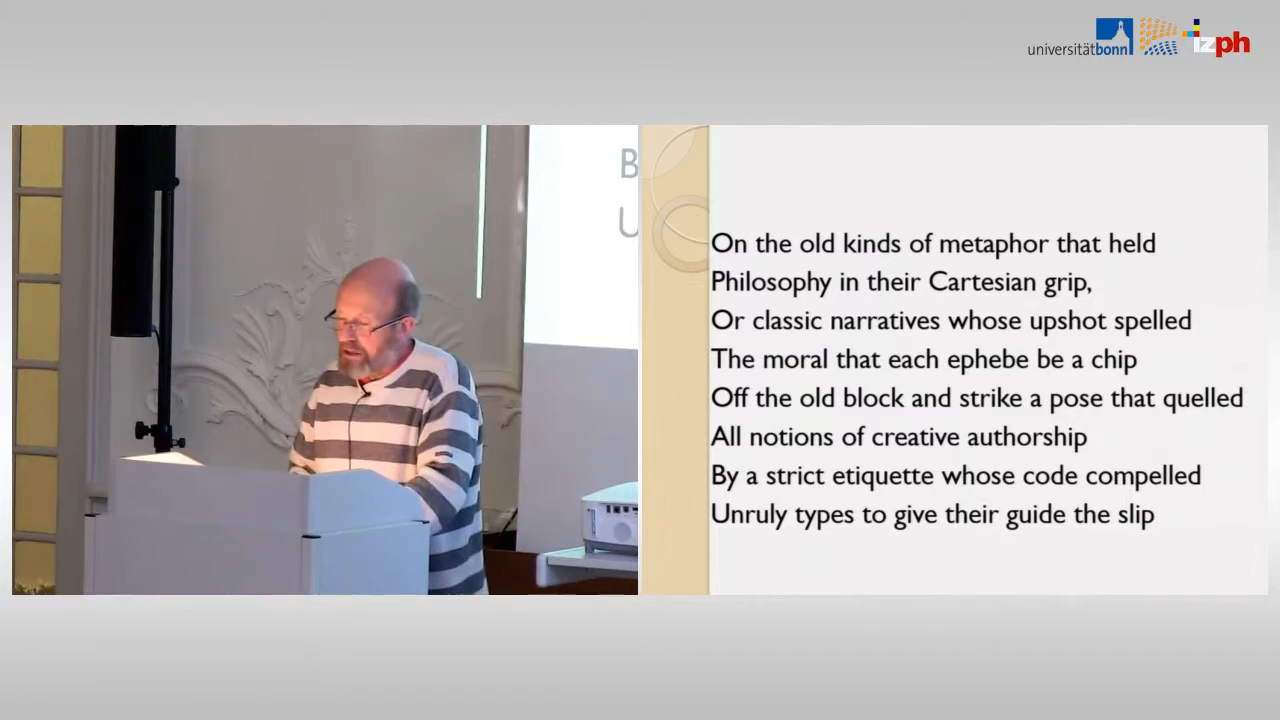 universitätbonn
izph
B
U
On the old kinds of metaphor that held
Philosophy in their Cartesian grip,
Or classic narratives whose upshot spelled
The moral that each ephebe be a chip
Off the old block and strike a pose that quelled
All notions of creative authorship
By a strict etiquette whose code compelled
Unruly types to give their guide the slip